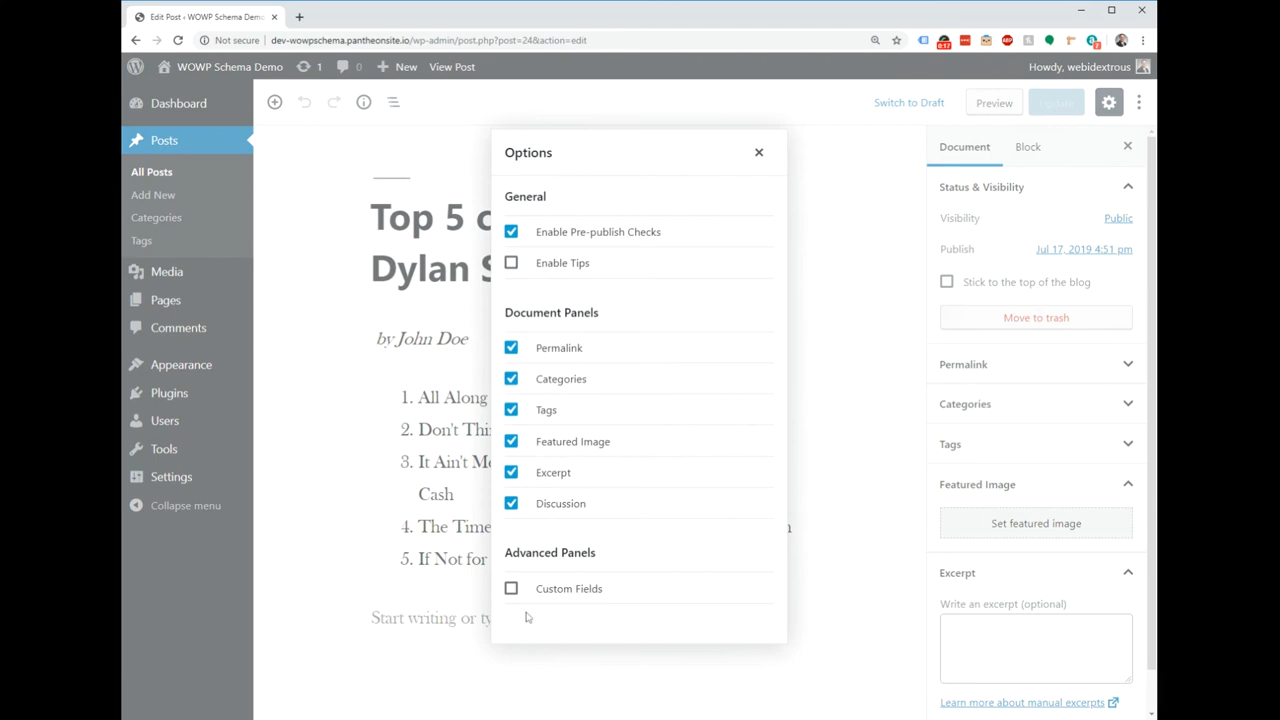 Edit Post ‹ WOWP Schema Demo
Not secure dev-wowpschema.pantheonsite.io/wp-admin/post.php?post=24&action=edit
0:17
2
WOWP Schema Demo 1 0 New View Post
Howdy, webidextrous
Dashboard
Posts
All Posts
Add New
Categories
Tags
Media
Pages
Comments
Appearance
Plugins
Users
Tools
Settings
Collapse menu
Switch to Draft Preview Update
Top 5
Dylan S
by John Doe
1. All Along
2. Don't Thi
3. It Ain't Me
Cash
4. The Time
5. If Not for
Start writing or ty
Options
General
Enable Pre-publish Checks
Enable Tips
Document Panels
Permalink
Categories
Tags
Featured Image
Excerpt
Discussion
Advanced Panels
Custom Fields
Document Block
Status & Visibility
Visibility Public
Publish Jul 17, 2019 4:51 pm
Stick to the top of the blog
Move to trash
Permalink
Categories
Tags
Featured Image
Set featured image
Excerpt
Write an excerpt (optional)
Learn more about manual excerpts